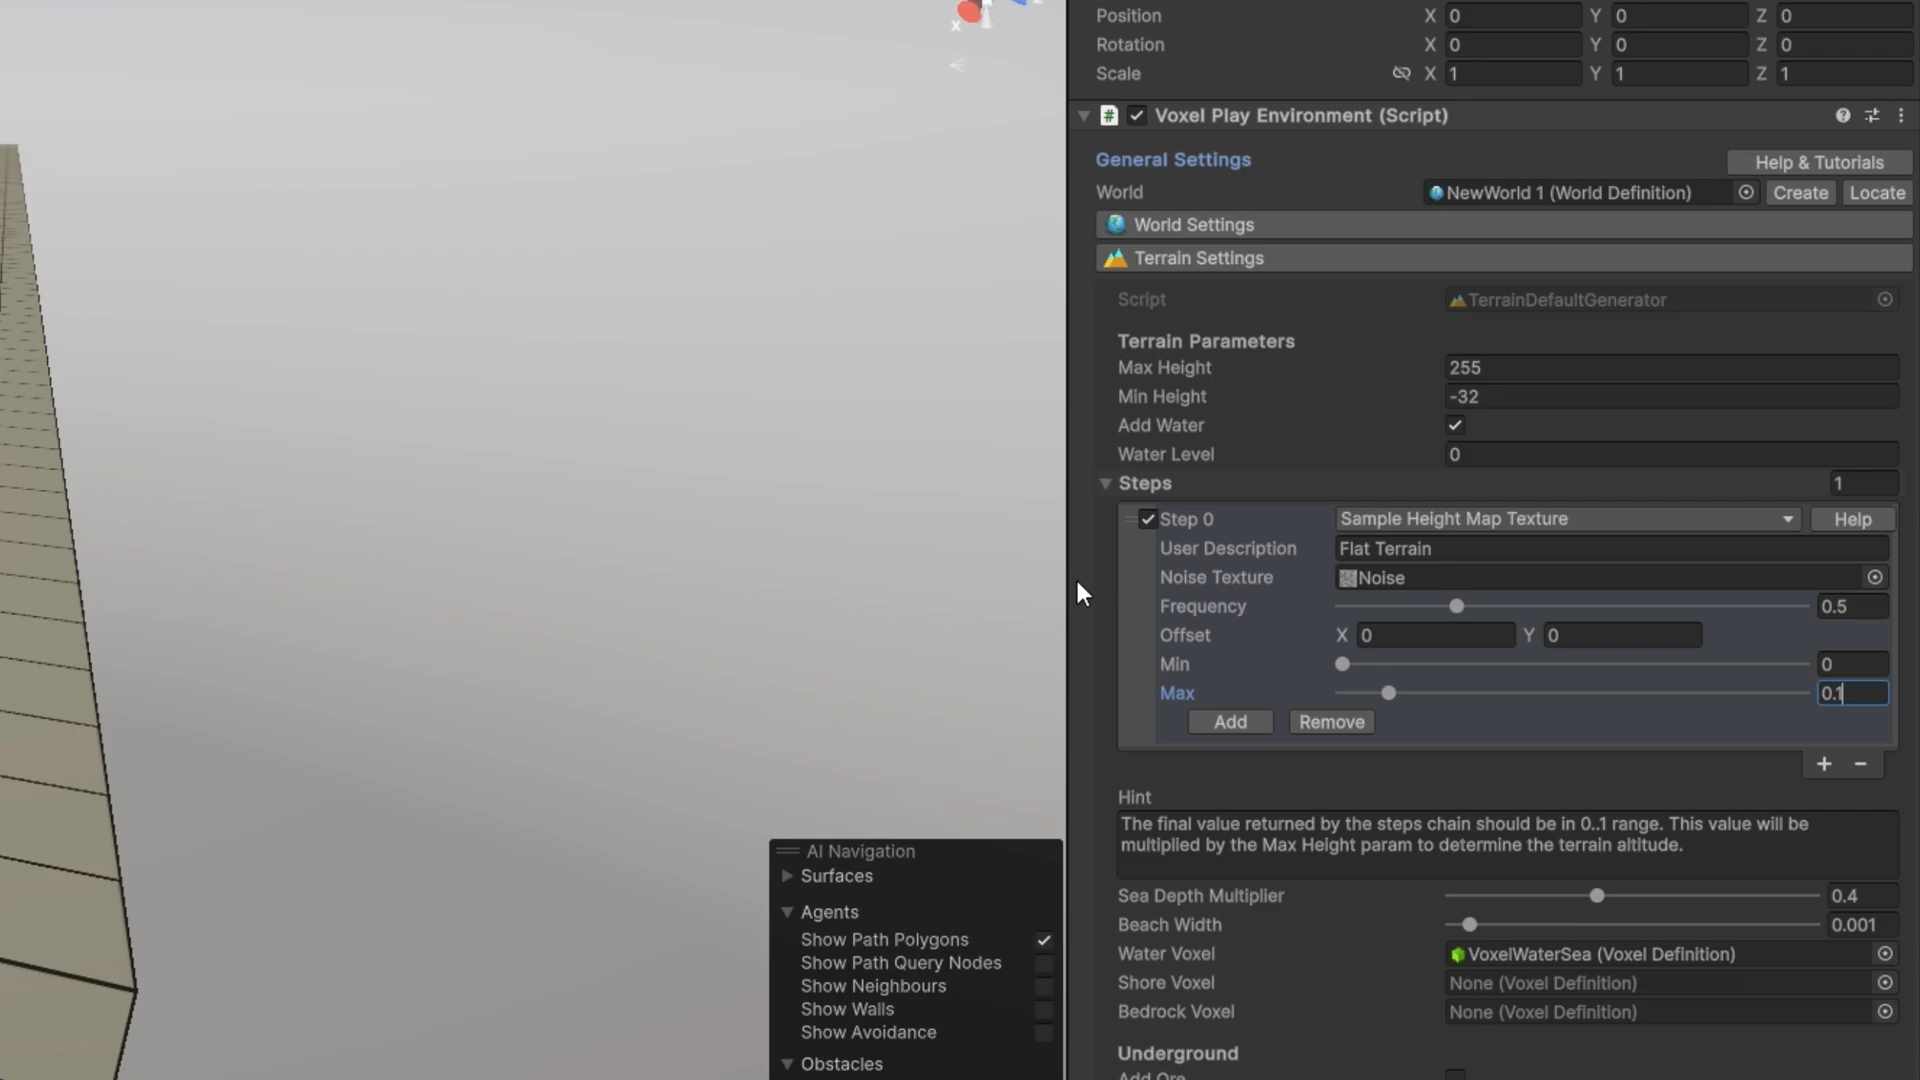 x
Position X 0 Y 0 Z 0
Rotation X 0 Y 0 Z 0
Scale X 1 Y 1 Z 1
# Voxel Play Environment (Script)
General Settings
Help & Tutorials
World NewWorld 1 (World Definition) Create Locate
World Settings
Terrain Settings
Script TerrainDefaultGenerator
Terrain Parameters
Max Height 255
Min Height -32
Add Water
Water Level 0
Steps 1
Step 0 Sample Height Map Texture Help
User Description Flat Terrain
Noise Texture Noise
Frequency 0.5
Offset X 0 Y 0
Min 0
Max 0.1
Add Remove
+ -
Hint
The final value returned by the steps chain should be in 0..1 range. This value will be
multiplied by the Max Height param to determine the terrain altitude.
Sea Depth Multiplier 0.4
Beach Width 0.001
Water Voxel VoxelWaterSea (Voxel Definition)
Shore Voxel None (Voxel Definition)
Bedrock Voxel None (Voxel Definition)
Underground
Add Ore
AI Navigation
Surfaces
Agents
Show Path Polygons
Show Path Query Nodes
Show Neighbours
Show Walls
Show Avoidance
Obstacles